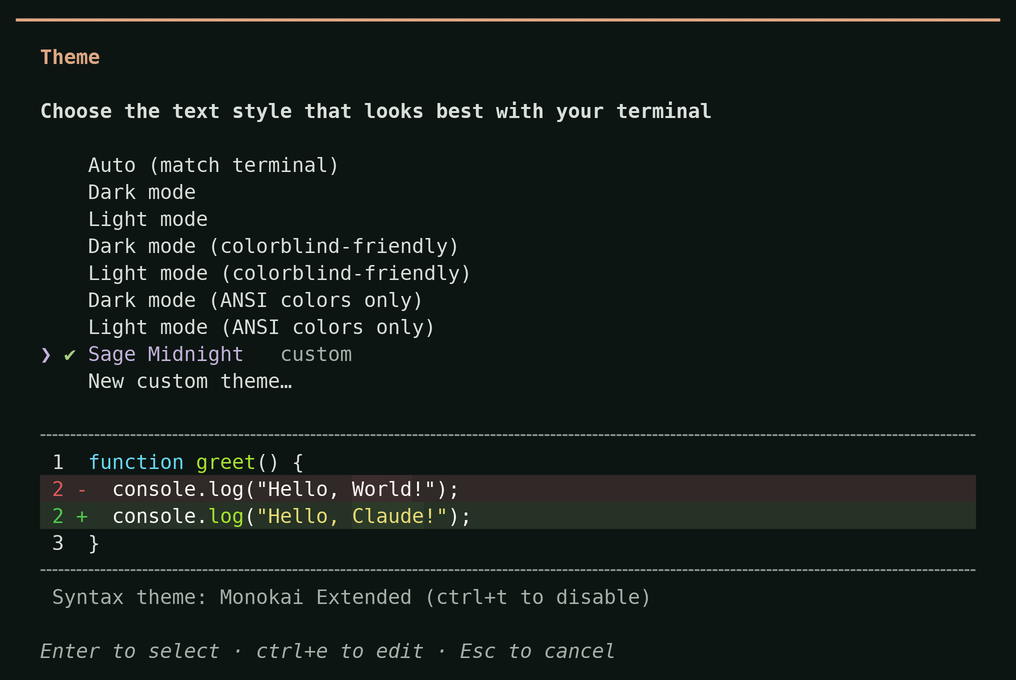 Theme
Choose the text style that looks best with your terminal
Auto (match terminal)
Dark mode
Light mode
Dark mode (colorblind-friendly)
Light mode (colorblind-friendly)
Dark mode (ANSI colors only)
Light mode (ANSI colors only)
❯ ✔ Sage Midnight   custom
New custom theme…
1  function greet() {
2 -  console.log("Hello, World!");
2 +  console.log("Hello, Claude!");
3  }
Syntax theme: Monokai Extended (ctrl+t to disable)
Enter to select · ctrl+e to edit · Esc to cancel